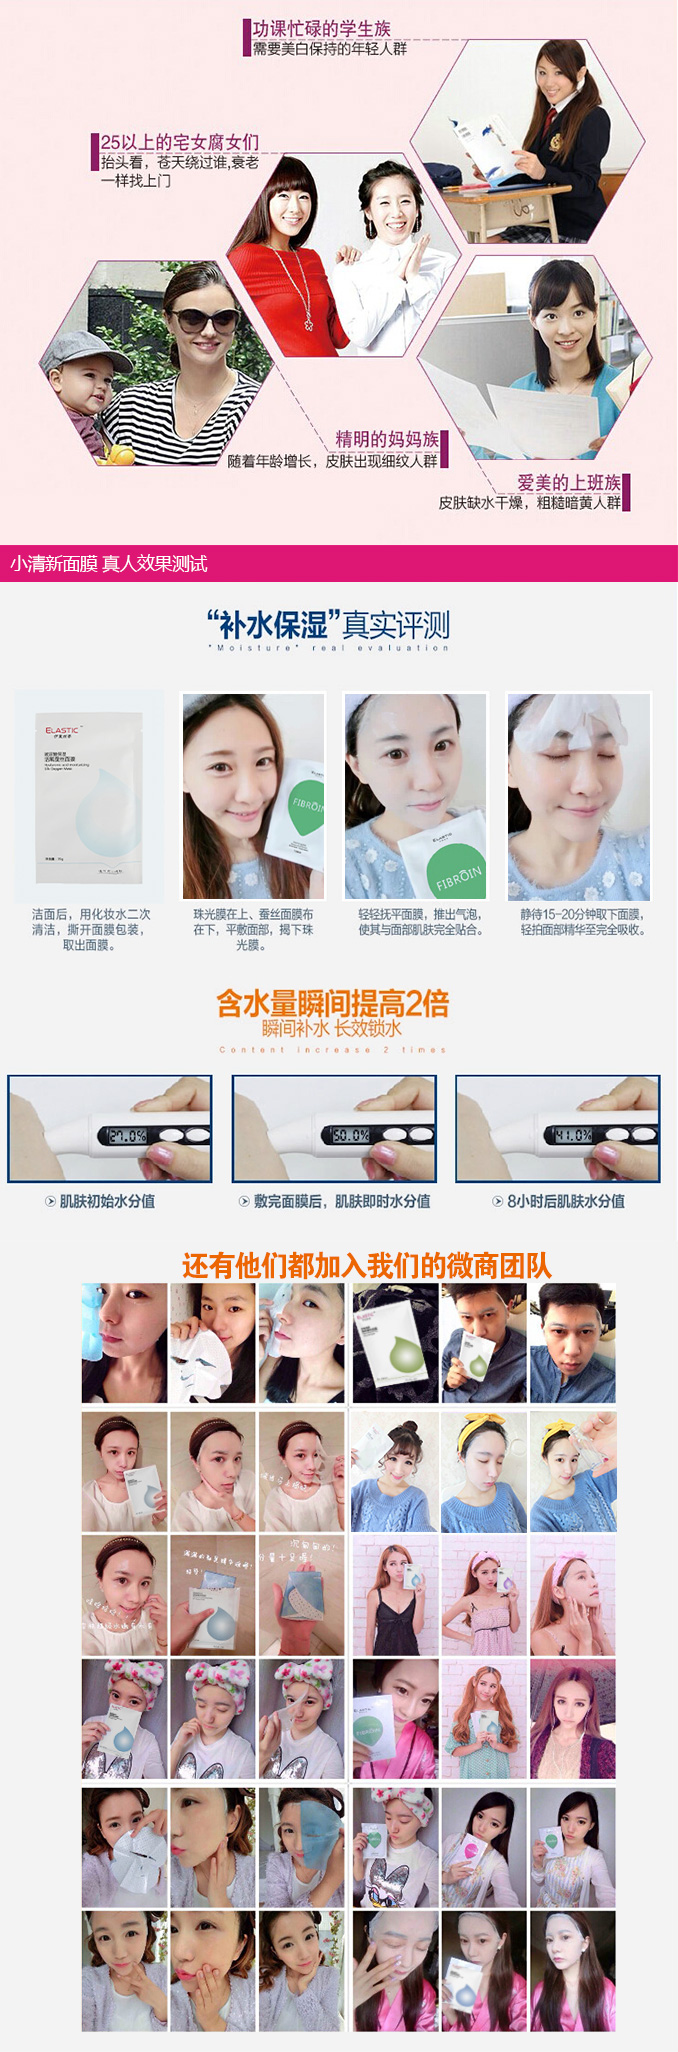 功课忙碌的学生族
需要美白保持的年轻人群
25以上的宅女腐女们
抬头看，苍天绕过谁,衰老
一样找上门
精明的妈妈族
随着年龄增长，皮肤出现细纹人群
爱美的上班族
皮肤缺水干燥，粗糙暗黄人群
小清新面膜 真人效果测试
“补水保湿”真实评测
"Moisture" real evaluation
ELASTIC
FIBROIN
ELASTIC
FIBROIN
洁面后，用化妆水二次
清洁，撕开面膜包装，
取出面膜。
珠光膜在上、蚕丝面膜布
在下，平敷面部，揭下珠
光膜。
轻轻抚平面膜，推出气泡，
使其与面部肌肤完全贴合。
静待15-20分钟取下面膜，
轻拍面部精华至完全吸收。
含水量瞬间提高2倍
瞬间补水 长效锁水
Content increase 2 times
27.0%
50.0%
41.0%
肌肤初始水分值
敷完面膜后，肌肤即时水分值
8小时后肌肤水分值
还有他们都加入我们的微商团队
ELASTIC
FIBROIN